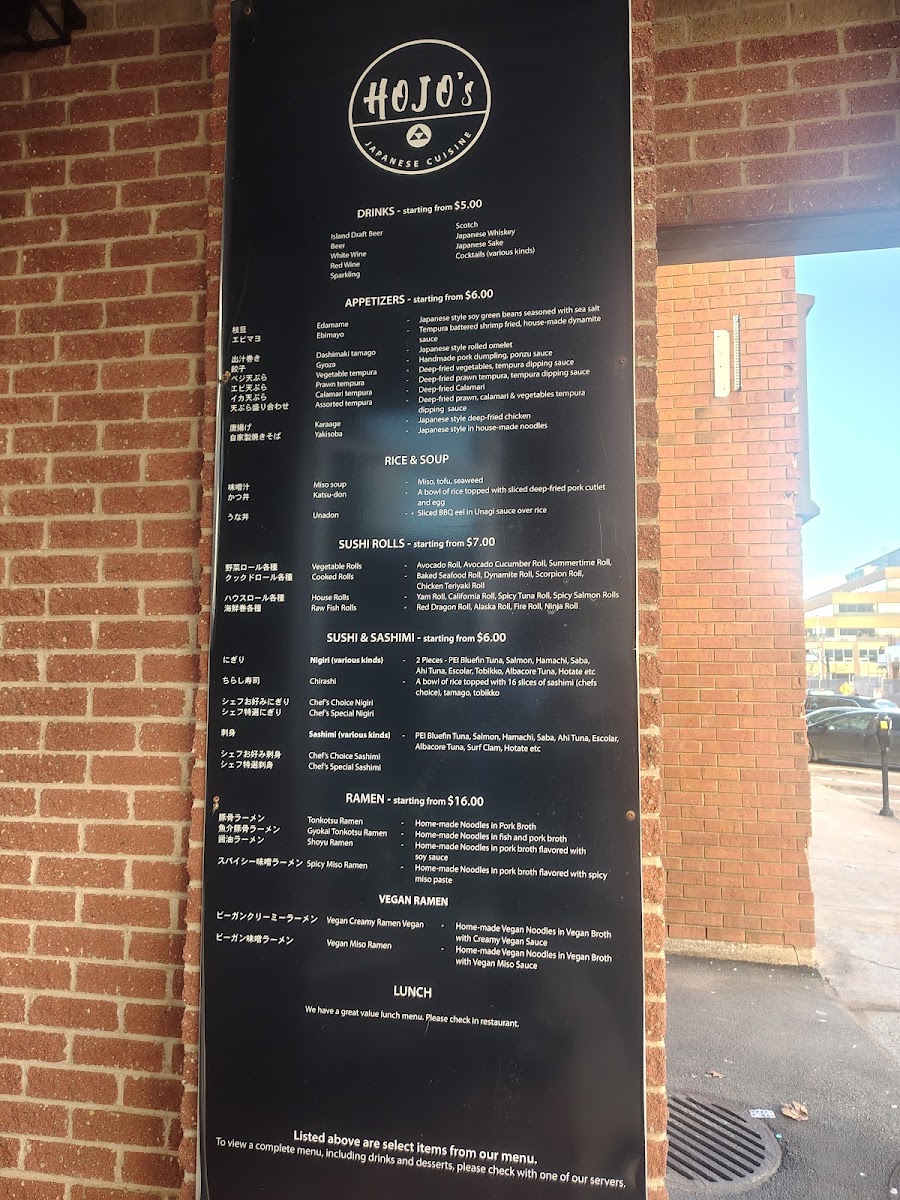 HOJO's
JAPANESE CUISINE
DRINKS - starting from $5.00
Island Draft Beer
Beer
White Wine
Red Wine
Sparkling
Scotch
Japanese Whiskey
Japanese Sake
Cocktails (various kinds)
APPETIZERS - starting from $6.00
枝豆 Edamame - Japanese style soy green beans seasoned with sea salt
エビマヨ Ebimayo - Tempura battered shrimp fried, house-made dynamite
sauce
出汁巻き Dashimaki tamago - Japanese style rolled omelet
餃子 Gyoza - Handmade pork dumpling, ponzu sauce
ベジ天ぷら Vegetable tempura - Deep-fried vegetables, tempura dipping sauce
エビ天ぷら Prawn tempura - Deep-fried prawn tempura, tempura dipping sauce
イカ天ぷら Calamari tempura - Deep-fried Calamari
天ぷら盛り合わせ Assorted tempura - Deep-fried prawn, calamari & vegetables tempura
dipping sauce
唐揚げ Karaage - Japanese style deep-fried chicken
自家製焼きそば Yakisoba - Japanese style in house-made noodles
RICE & SOUP
味噌汁 Miso soup - Miso, tofu, seaweed
かつ丼 Katsu-don - A bowl of rice topped with sliced deep-fried pork cutlet
and egg
うな丼 Unadon - • Sliced BBQ eel in Unagi sauce over rice
SUSHI ROLLS - starting from $7.00
野菜ロール各種 Vegetable Rolls - Avocado Roll, Avocado Cucumber Roll, Summertime Roll,
クックドロール各種 Cooked Rolls - Baked Seafood Roll, Dynamite Roll, Scorpion Roll,
Chicken Teriyaki Roll
ハウスロール各種 House Rolls - Yam Roll, California Roll, Spicy Tuna Roll, Spicy Salmon Rolls
海鮮巻各種 Raw Fish Rolls - Red Dragon Roll, Alaska Roll, Fire Roll, Ninja Roll
SUSHI & SASHIMI - starting from $6.00
にぎり Nigiri (various kinds) - 2 Pieces - PEI Bluefin Tuna, Salmon, Hamachi, Saba,
Ahi Tuna, Escolar, Tobikko, Albacore Tuna, Hotate etc
ちらし寿司 Chirashi - A bowl of rice topped with 16 slices of sashimi (chefs
choice), tamago, tobikko
シェフお好みにぎり Chef's Choice Nigiri
シェフ特選にぎり Chef's Special Nigiri
刺身 Sashimi (various kinds) - PEI Bluefin Tuna, Salmon, Hamachi, Saba, Ahi Tuna, Escolar,
Albacore Tuna, Surf Clam, Hotate etc
シェフお好み刺身 Chef's Choice Sashimi
シェフ特選刺身 Chef's Special Sashimi
RAMEN - starting from $16.00
豚骨ラーメン Tonkotsu Ramen - Home-made Noodles in Pork Broth
魚介豚骨ラーメン Gyokai Tonkotsu Ramen - Home-made Noodles in fish and pork broth
醤油ラーメン Shoyu Ramen - Home-made Noodles in pork broth flavored with
soy sauce
スパイシー味噌ラーメン Spicy Miso Ramen - Home-made Noodles in pork broth flavored with spicy
miso paste
VEGAN RAMEN
ビーガンクリーミーラーメン Vegan Creamy Ramen Vegan - Home-made Vegan Noodles in Vegan Broth
with Creamy Vegan Sauce
ビーガン味噌ラーメン Vegan Miso Ramen - Home-made Vegan Noodles in Vegan Broth
with Vegan Miso Sauce
LUNCH
We have a great value lunch menu. Please check in restaurant.
Listed above are select items from our menu.
To view a complete menu, including drinks and desserts, please check with one of our servers.